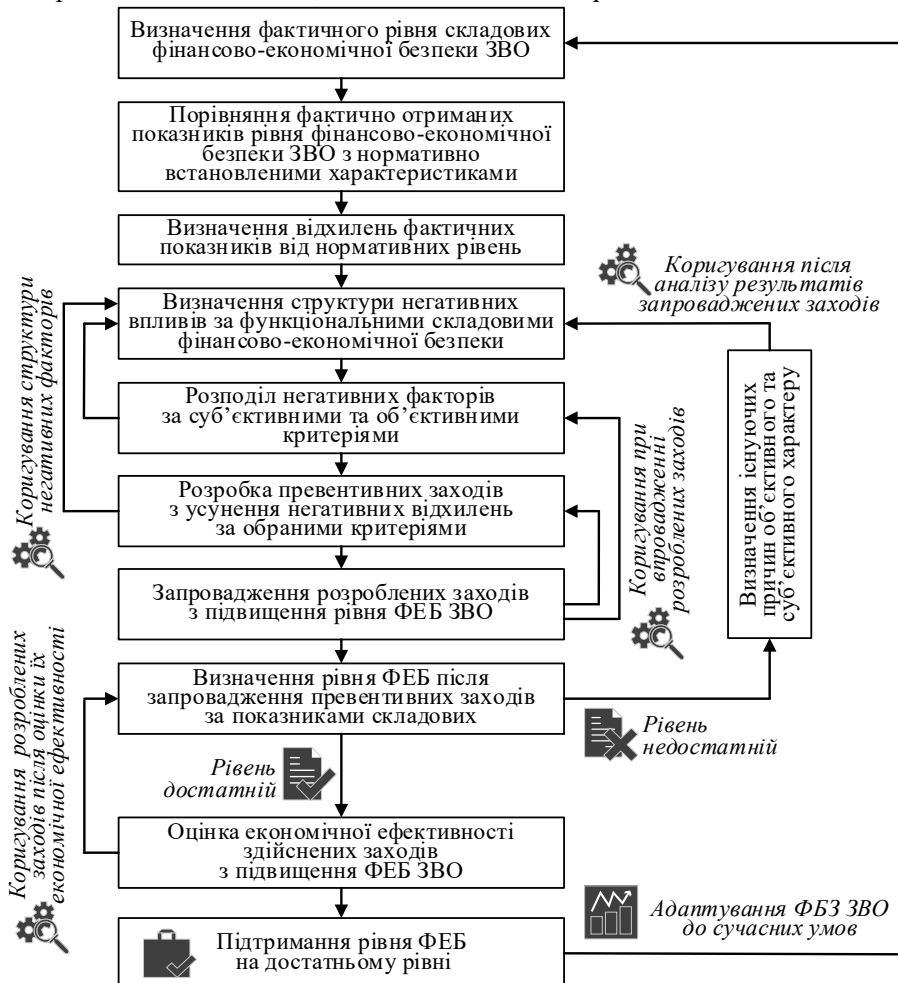 Визначення фактичного рівня складових
фінансово-економічної безпеки ЗВО
Порівняння фактично отриманих
показників рівня фінансово-економічної
безпеки ЗВО з нормативно
встановленими характеристиками
Визначення відхилень фактичних
показників від нормативних рівень
Коригування після
аналізу результатів
запроваджених заходів
Визначення структури негативних
впливів за функціональними складовими
фінансово-економічної безпеки
Коригування структури
негативних факторів
Розподіл негативних факторів
за суб’єктивними та об’єктивними
критеріями
Розробка превентивних заходів
з усунення негативних відхилень
за обраними критеріями
Коригування при
впровадженні
розроблених заходів
Визначення існуючих
причин об’єктивного та
суб’єктивного характеру
Запровадження розроблених заходів
з підвищення рівня ФЕБ ЗВО
Визначення рівня ФЕБ після
запровадження превентивних заходів
за показниками складових
Коригування розроблених
заходів після оцінки їх
економічної ефективності
Рівень
достатній
Рівень
недостатній
Оцінка економічної ефективності
здійснених заходів
з підвищення ФЕБ ЗВО
Підтримання рівня ФЕБ
на достатньому рівні
Адаптування ФБЗ ЗВО
до сучасних умов